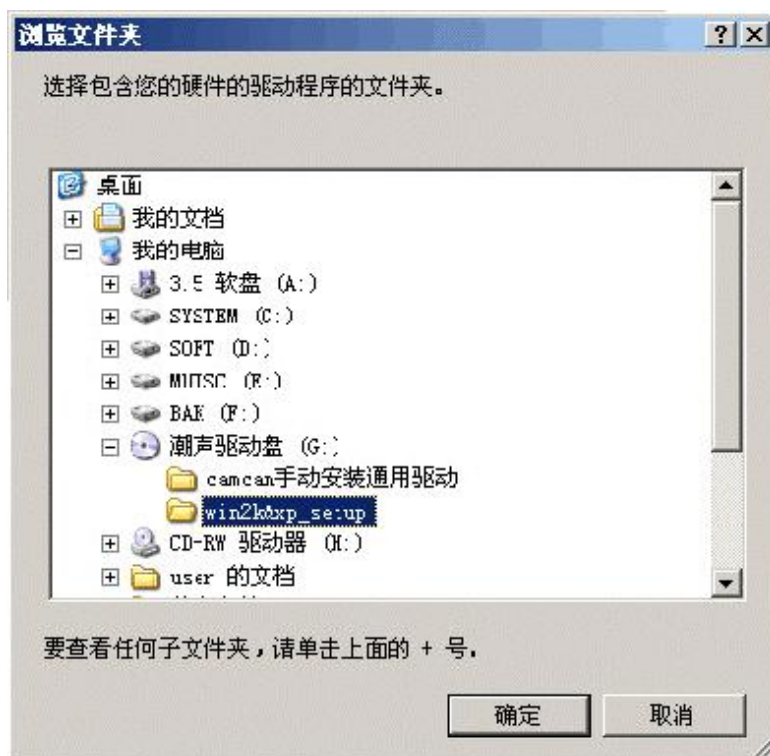 浏览文件夹
选择包含您的硬件的驱动程序的文件夹。
桌面
我的文档
我的电脑
3.5 软盘 (A:)
SYSTEM (C:)
SOFT (D:)
MUISC (E:)
BAK (F:)
潮声驱动盘 (G:)
camcan手动安装通用驱动
win2k&xp_setup
CD-RW 驱动器 (H:)
user 的文档
要查看任何子文件夹,请单击上面的 + 号。
确定
取消